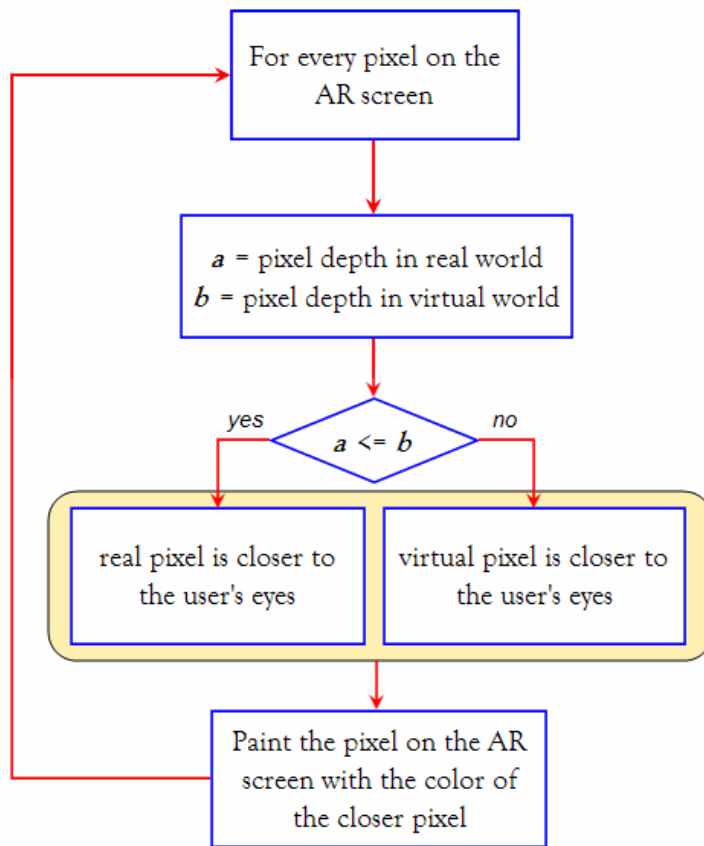 For every pixel on the
AR screen
a = pixel depth in real world
b = pixel depth in virtual world
yes
no
a <= b
real pixel is closer to
the user's eyes
virtual pixel is closer to
the user's eyes
Paint the pixel on the AR
screen with the color of
the closer pixel